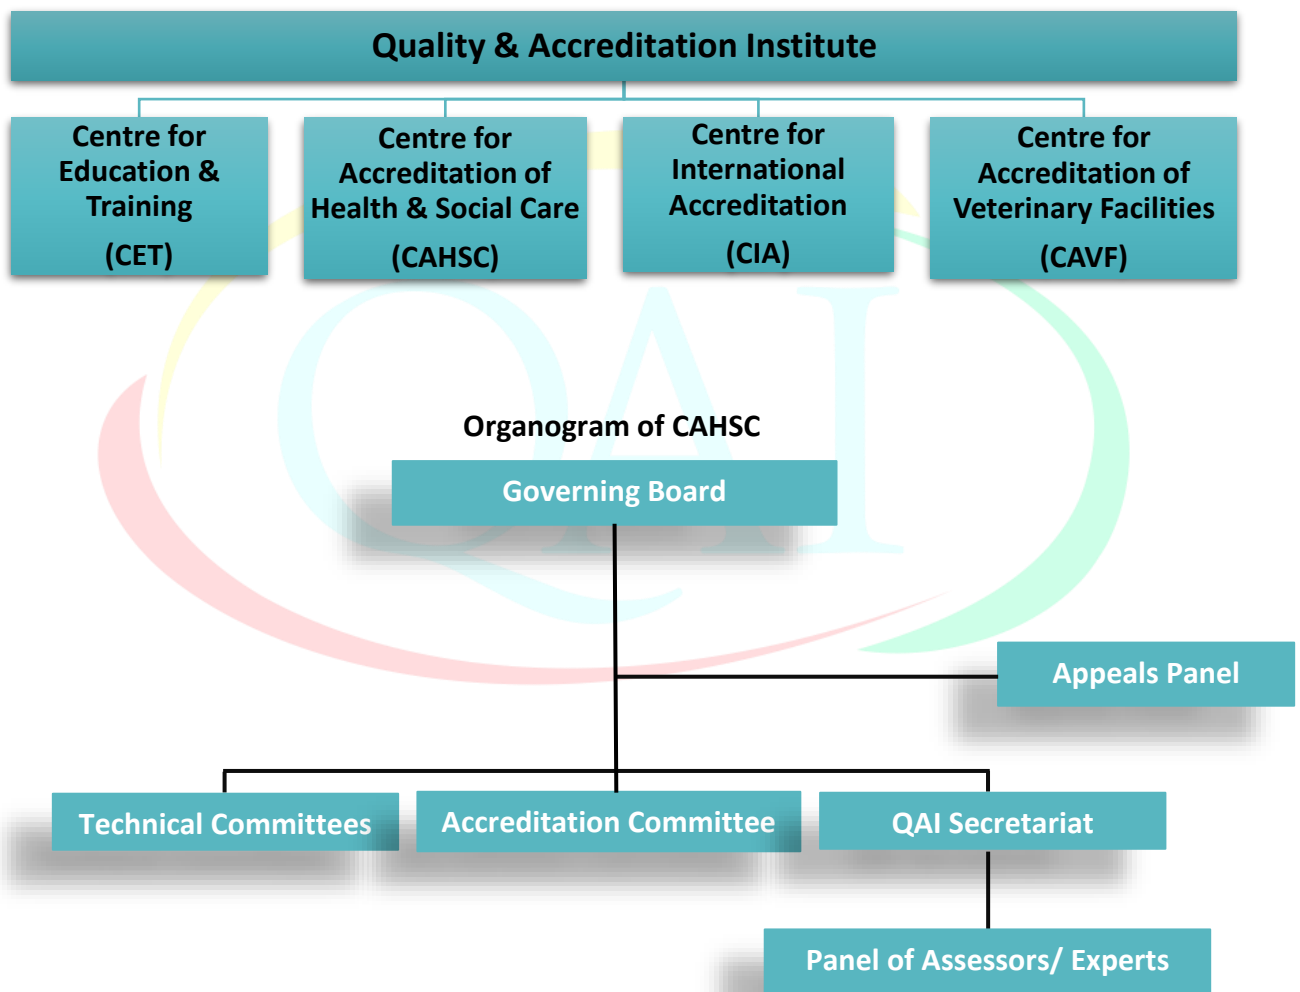 Quality & Accreditation Institute
Centre for
Education &
Training
(CET)
Centre for
Accreditation of
Health & Social Care
(CAHSC)
Centre for
International
Accreditation
(CIA)
Centre for
Accreditation of
Veterinary Facilities
(CAVF)
QAI
Organogram of CAHSC
Governing Board
Appeals Panel
Technical Committees
Accreditation Committee
QAI Secretariat
Panel of Assessors/ Experts